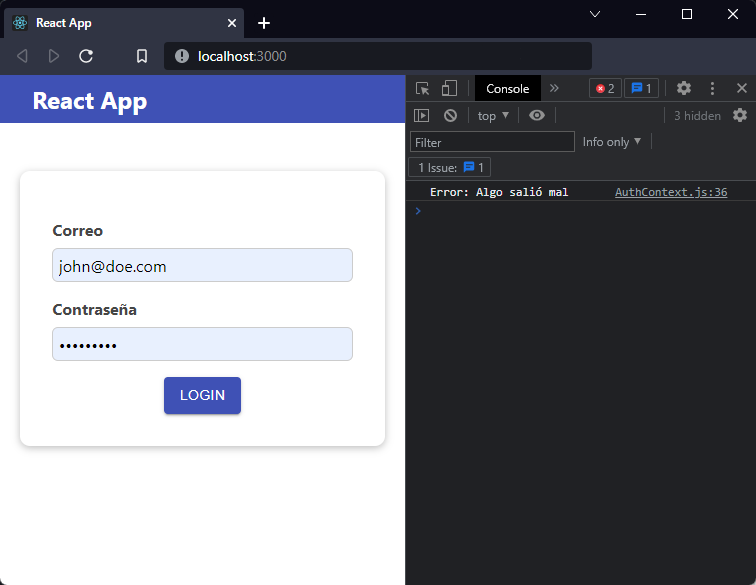 React App
localhost:3000
React App
Correo
john@doe.com
Contraseña
•••••••••
LOGIN
Console
2
1
top
3 hidden
Filter
Info only
1 Issue: 1
Error: Algo salió mal AuthContext.js:36